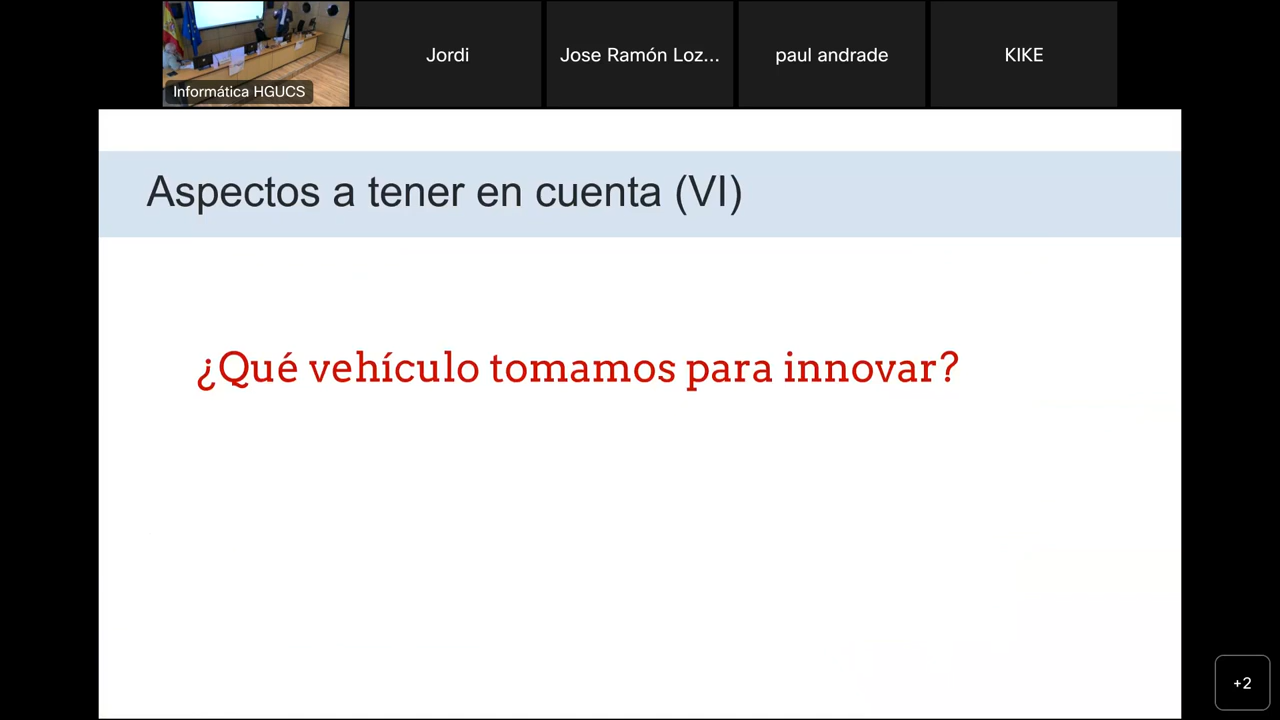 Informática HGUCS
Jordi
Jose Ramón Loz...
paul andrade
KIKE
Aspectos a tener en cuenta (VI)
¿Qué vehículo tomamos para innovar?
+2